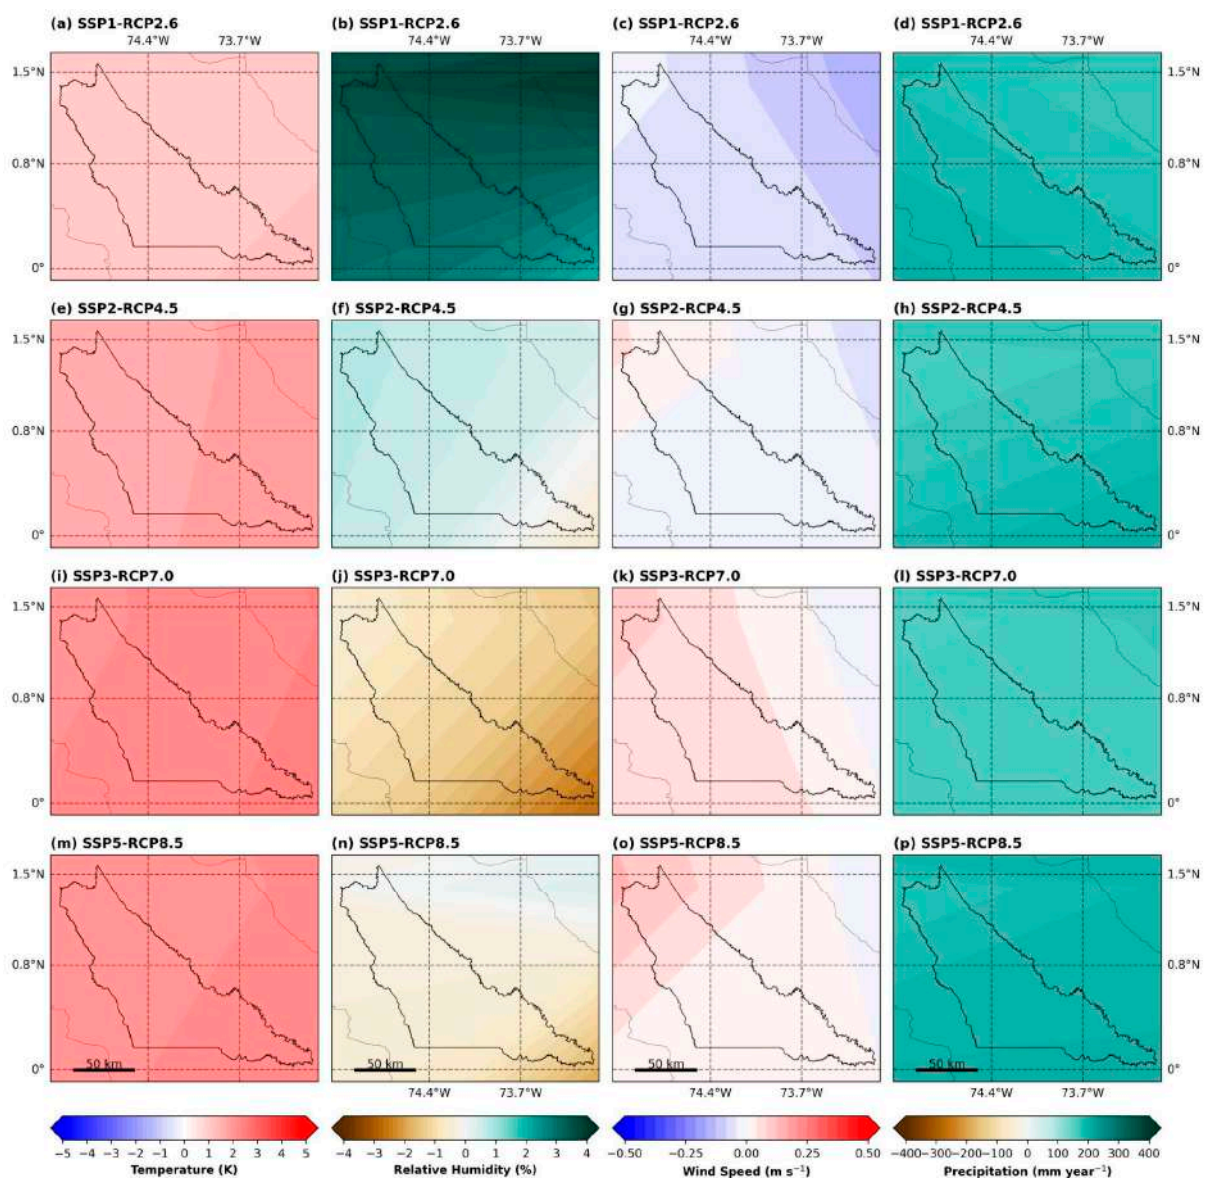 (a) SSP1-RCP2.6 (b) SSP1-RCP2.6 (c) SSP1-RCP2.6 (d) SSP1-RCP2.6
74.4°W 73.7°W 74.4°W 73.7°W 74.4°W 73.7°W 74.4°W 73.7°W
1.5°N 1.5°N
0.8°N 0.8°N
0° 0°
(e) SSP2-RCP4.5 (f) SSP2-RCP4.5 (g) SSP2-RCP4.5 (h) SSP2-RCP4.5
1.5°N 1.5°N
0.8°N 0.8°N
0° 0°
(i) SSP3-RCP7.0 (j) SSP3-RCP7.0 (k) SSP3-RCP7.0 (l) SSP3-RCP7.0
1.5°N 1.5°N
0.8°N 0.8°N
0° 0°
(m) SSP5-RCP8.5 (n) SSP5-RCP8.5 (o) SSP5-RCP8.5 (p) SSP5-RCP8.5
1.5°N 1.5°N
0.8°N 0.8°N
50 km 50 km 50 km 50 km
0° 0°
74.4°W 73.7°W 74.4°W 73.7°W 74.4°W 73.7°W
−5 −4 −3 −2 −1 0 1 2 3 4 5 −4 −3 −2 −1 0 1 2 3 4 −0.50 −0.25 0.00 0.25 0.50 −400−300−200−100 0 100 200 300 400
Temperature (K) Relative Humidity (%) Wind Speed (m s⁻¹) Precipitation (mm year⁻¹)